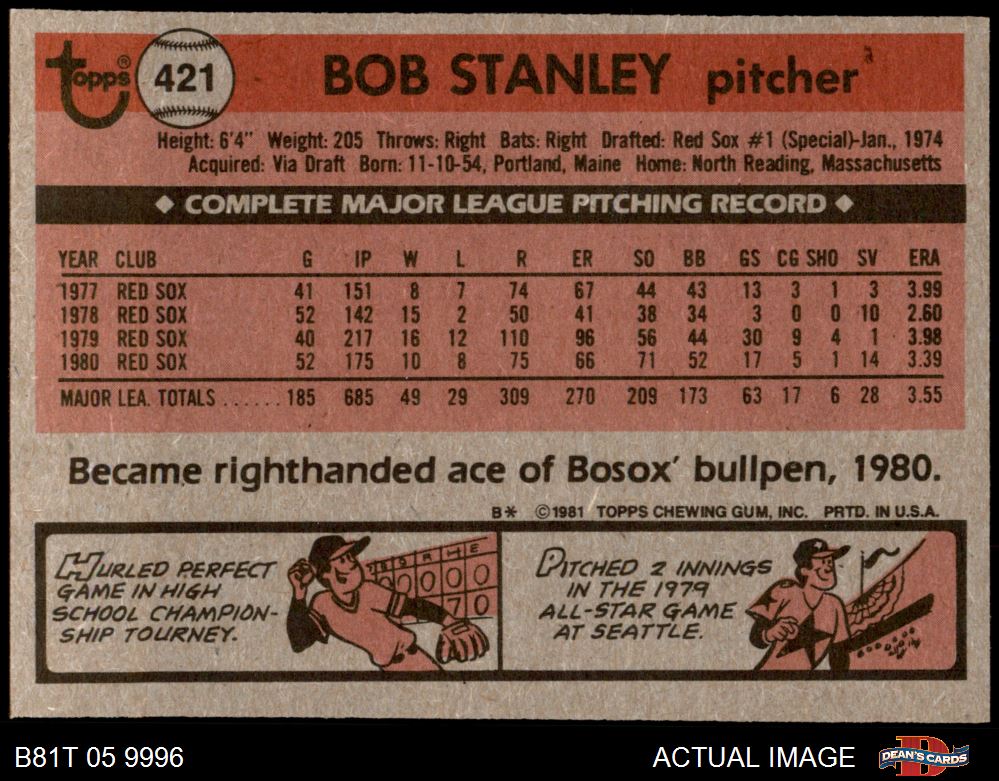 Topps® 421 BOB STANLEY pitcher
Height: 6'4" Weight: 205 Throws: Right Bats: Right Drafted: Red Sox #1 (Special)-Jan., 1974
Acquired: Via Draft Born: 11-10-54, Portland, Maine Home: North Reading, Massachusetts
◆ COMPLETE MAJOR LEAGUE PITCHING RECORD ◆
YEAR CLUB G IP W L R ER SO BB GS CG SHO SV ERA
1977 RED SOX 41 151 8 7 74 67 44 43 13 3 1 3 3.99
1978 RED SOX 52 142 15 2 50 41 38 34 3 0 0 10 2.60
1979 RED SOX 40 217 16 12 110 96 56 44 30 9 4 1 3.98
1980 RED SOX 52 175 10 8 75 66 71 52 17 5 1 14 3.39
MAJOR LEA. TOTALS ...... 185 685 49 29 309 270 209 173 63 17 6 28 3.55
Became righthanded ace of Bosox' bullpen, 1980.
B* ©1981 TOPPS CHEWING GUM, INC. PRTD. IN U.S.A.
HURLED PERFECT
GAME IN HIGH
SCHOOL CHAMPION-
SHIP TOURNEY.
7 8 9 R H E
0 0 0 0
7 0
PITCHED 2 INNINGS
IN THE 1979
ALL-STAR GAME
AT SEATTLE.
B81T 05 9996 ACTUAL IMAGE DEAN'S CARDS